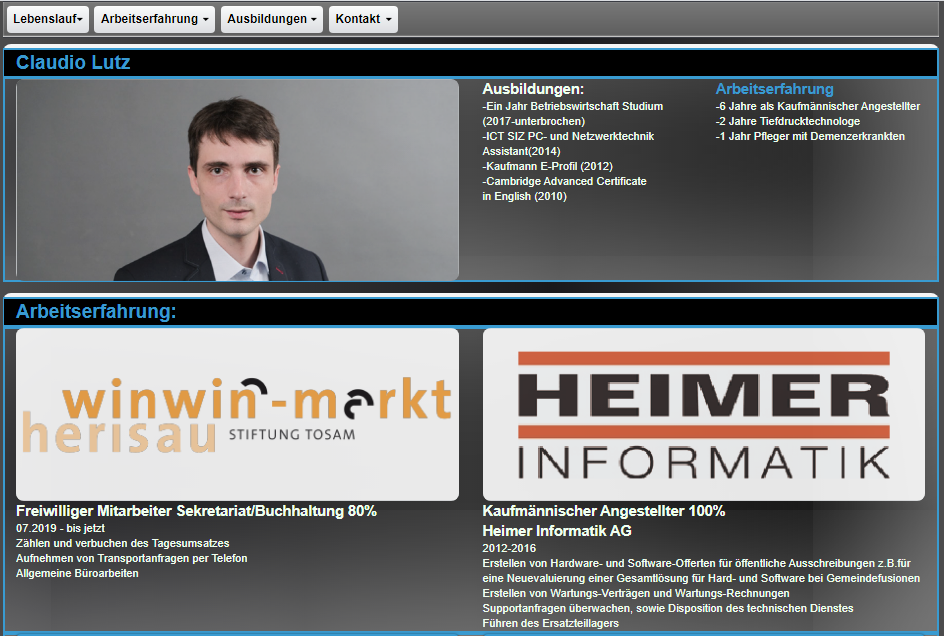 Lebenslauf
Arbeitserfahrung
Ausbildungen
Kontakt
Claudio Lutz
Ausbildungen:
-Ein Jahr Betriebswirtschaft Studium
(2017-unterbrochen)
-ICT SIZ PC- und Netzwerktechnik
Assistant(2014)
-Kaufmann E-Profil (2012)
-Cambridge Advanced Certificate
in English (2010)
Arbeitserfahrung
-6 Jahre als Kaufmännischer Angestellter
-2 Jahre Tiefdrucktechnologe
-1 Jahr Pfleger mit Demenzerkrankten
Arbeitserfahrung:
winwin-markt
herisau STIFTUNG TOSAM
Freiwilliger Mitarbeiter Sekretariat/Buchhaltung 80%
07.2019 - bis jetzt
Zählen und verbuchen des Tagesumsatzes
Aufnehmen von Transportanfragen per Telefon
Allgemeine Büroarbeiten
HEIMER
INFORMATIK
Kaufmännischer Angestellter 100%
Heimer Informatik AG
2012-2016
Erstellen von Hardware- und Software-Offerten für öffentliche Ausschreibungen z.B.für
eine Neuevaluierung einer Gesamtlösung für Hard- und Software bei Gemeindefusionen
Erstellen von Wartungs-Verträgen und Wartungs-Rechnungen
Supportanfragen überwachen, sowie Disposition des technischen Dienstes
Führen des Ersatzteillagers